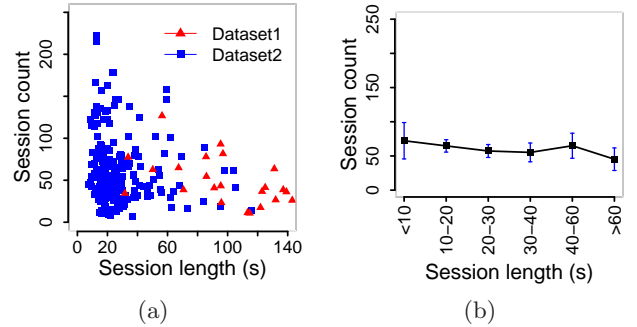 Session count
0 50 100 150 200
Dataset1
Dataset2
0 20 60 100 140
Session length (s)
(a)
Session count
0 50 150 250
<10 10−20 20−30 30−40 40−60 >60
Session length (s)
(b)